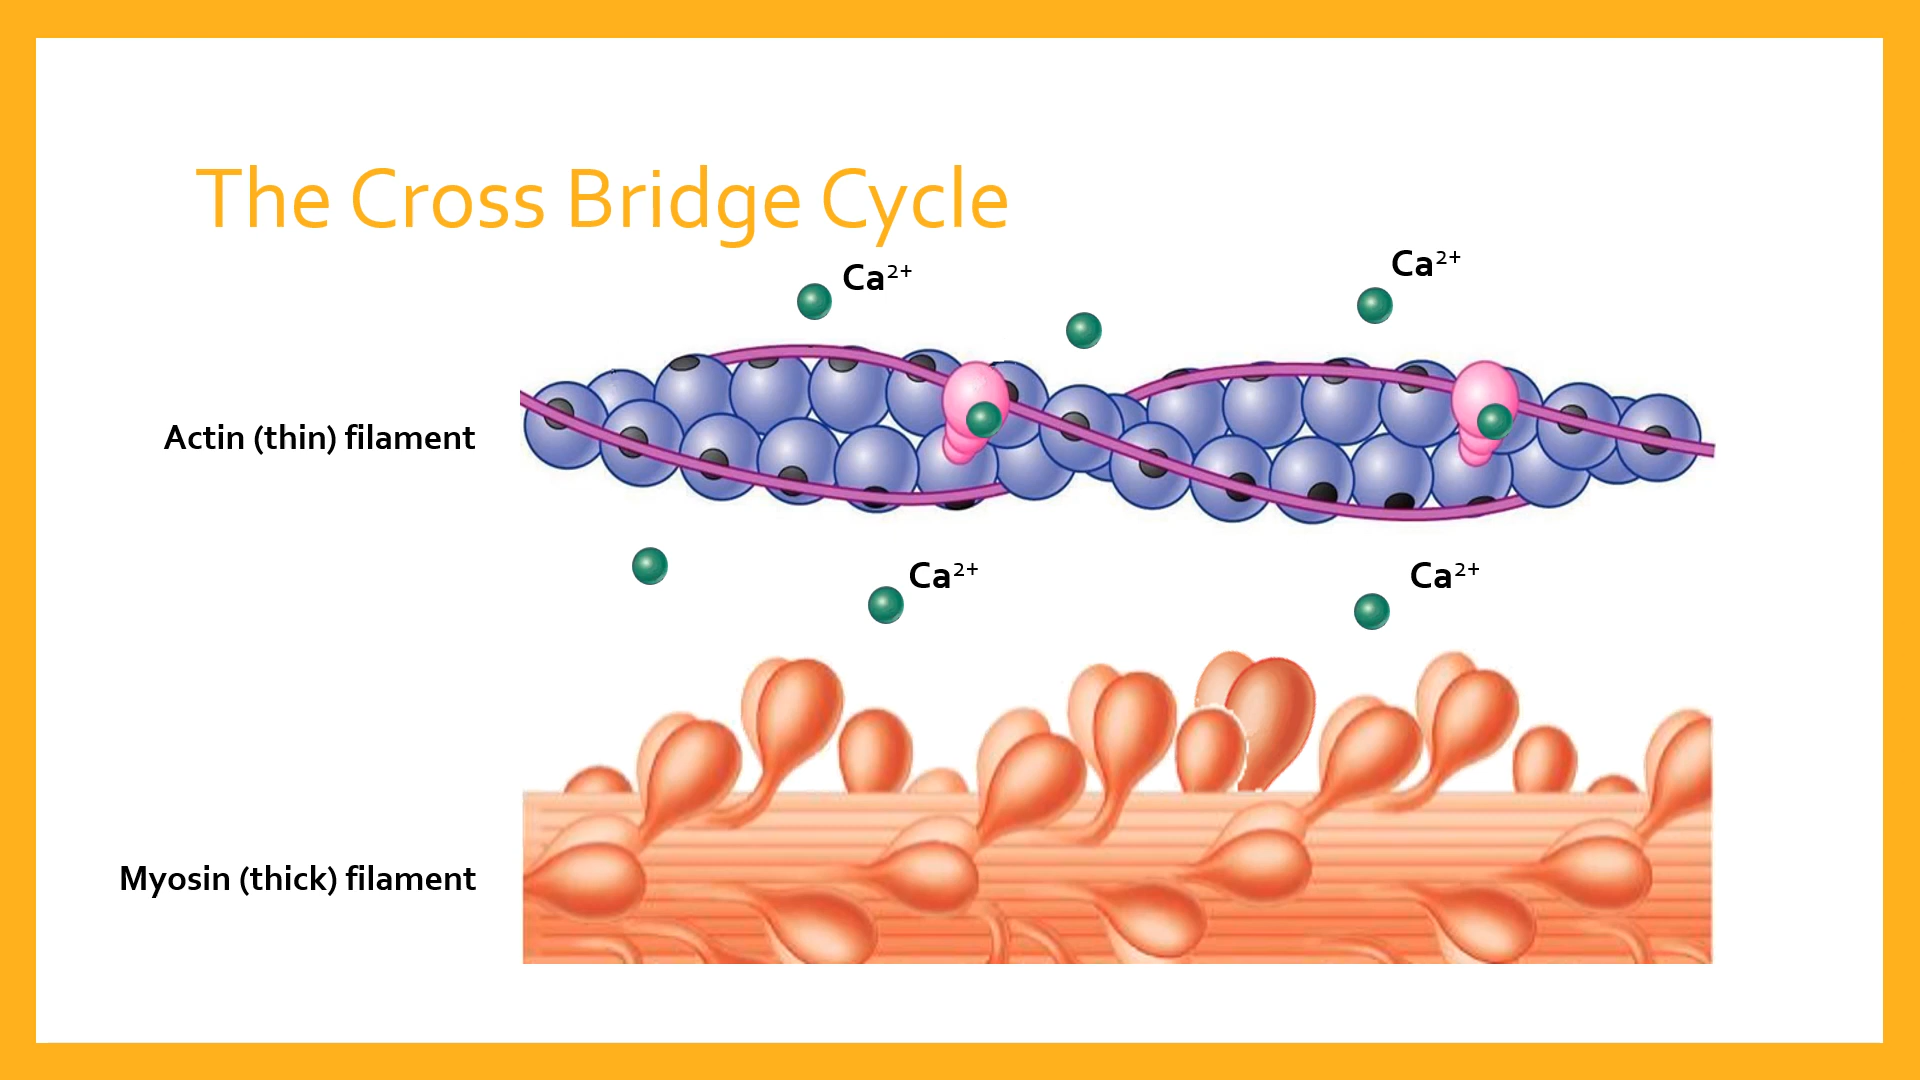 The Cross Bridge Cycle
Ca²⁺
Ca²⁺
Actin (thin) filament
Ca²⁺
Ca²⁺
Myosin (thick) filament